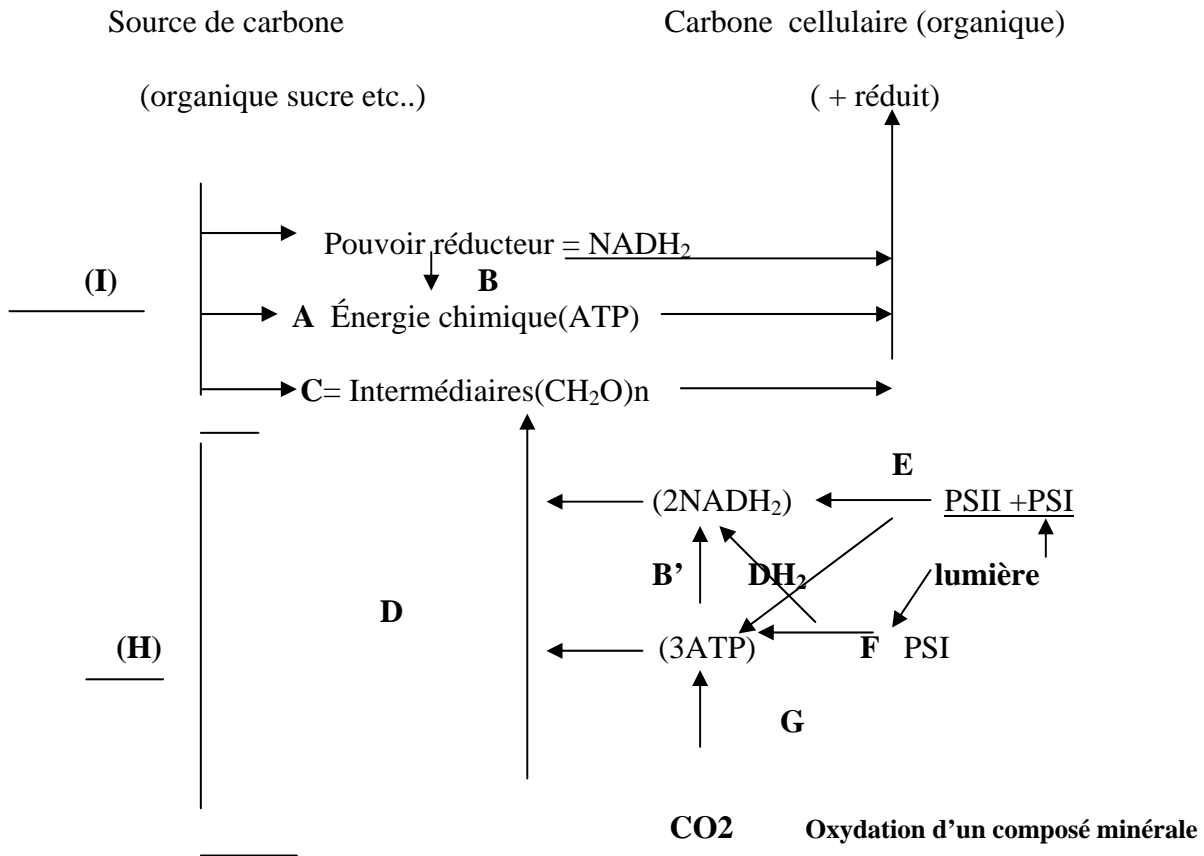 Source de carbone Carbone cellulaire (organique)
(organique sucre etc..) ( + réduit)
Pouvoir réducteur = NADH₂
(I) B
A Énergie chimique(ATP)
C= Intermédiaires(CH₂O)n
E
(2NADH₂) PSII +PSI
B’ DH₂ lumière
D
(H) (3ATP) F PSI
G
CO2 Oxydation d'un composé minérale